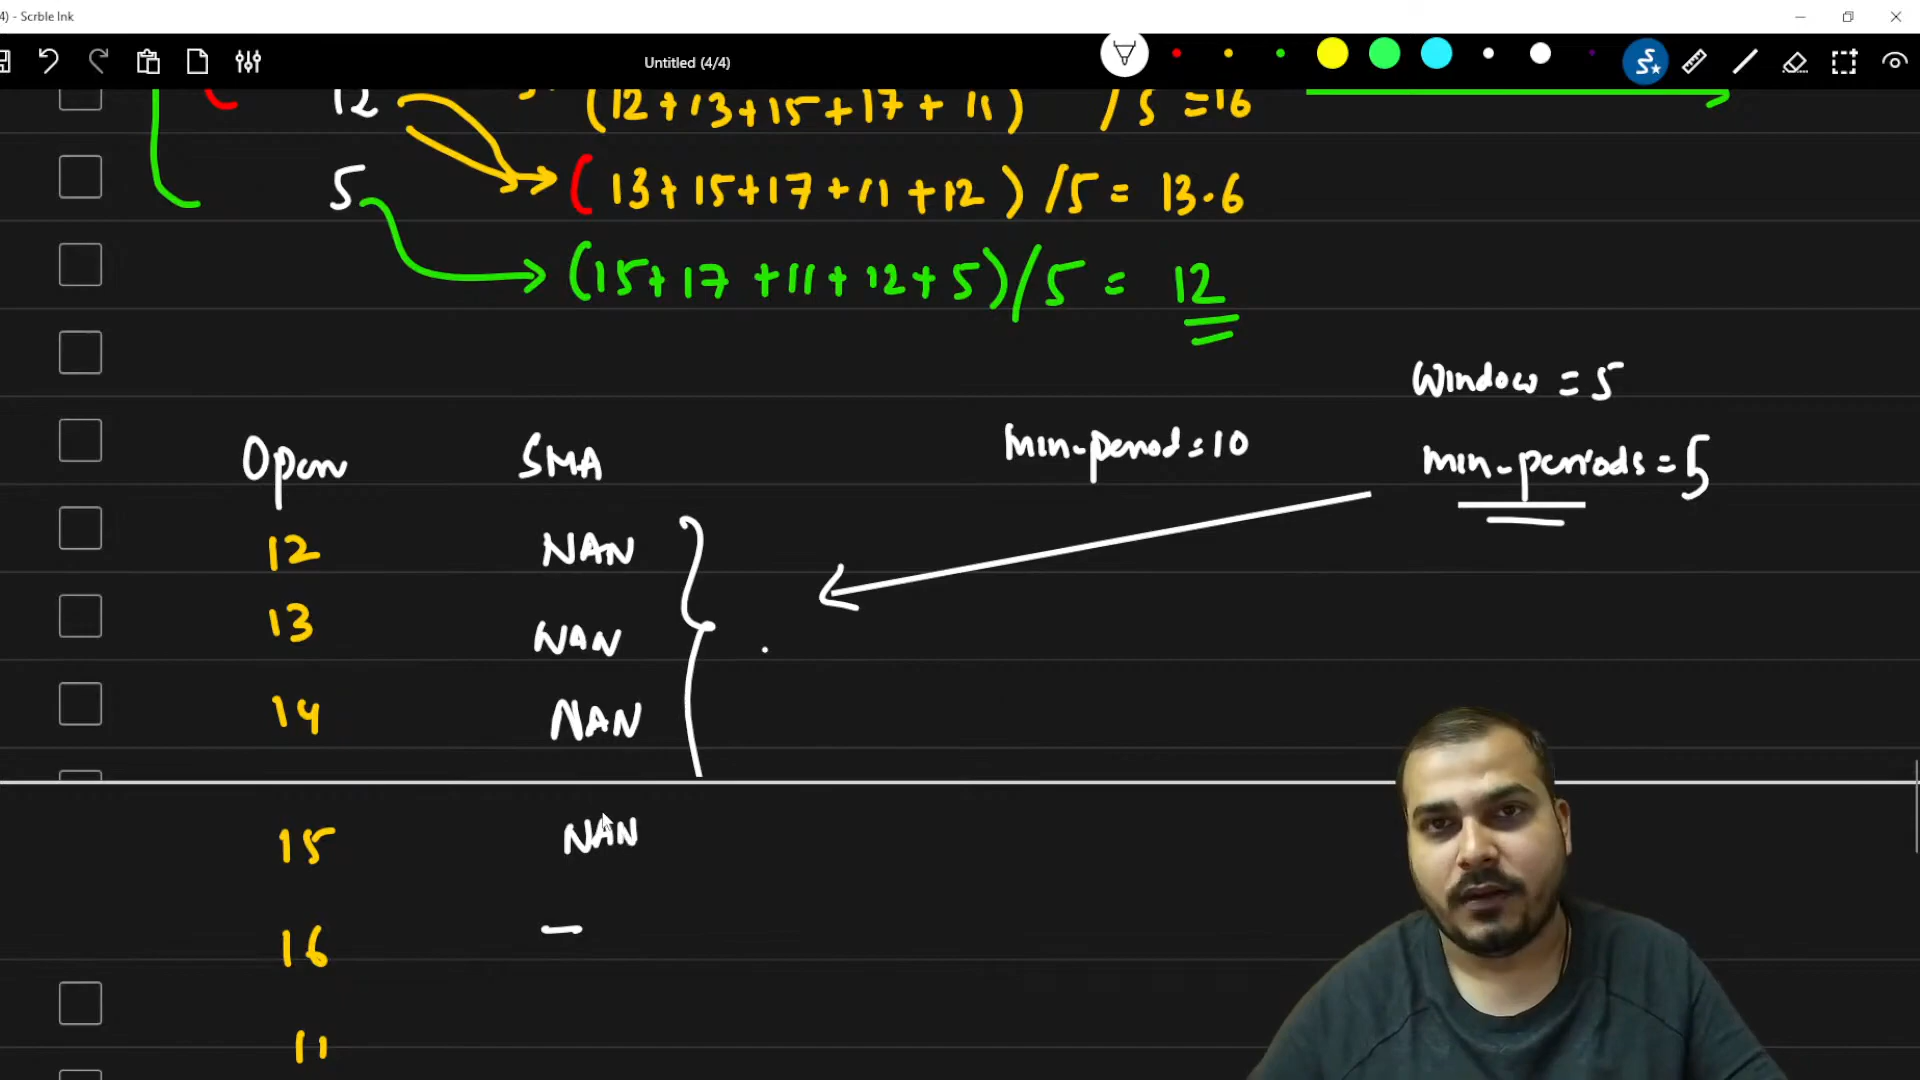 4) - Scrble Ink
Untitled (4/4)
12 (12+13+15+17+11) /5 =16
5 (13+15+17+11+12)/5= 13.6
(15+17+11+12+5)/5= 12
Window =5
Open SMA min-period=10 min-periods=5
12 NAN
13 NAN
14 NAN
15 NAN
16 -
11